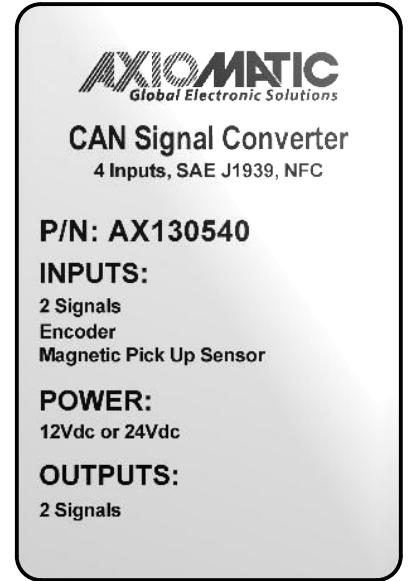 AXIOMATIC
Global Electronic Solutions
CAN Signal Converter
4 Inputs, SAE J1939, NFC
P/N: AX130540
INPUTS:
2 Signals
Encoder
Magnetic Pick Up Sensor
POWER:
12Vdc or 24Vdc
OUTPUTS:
2 Signals